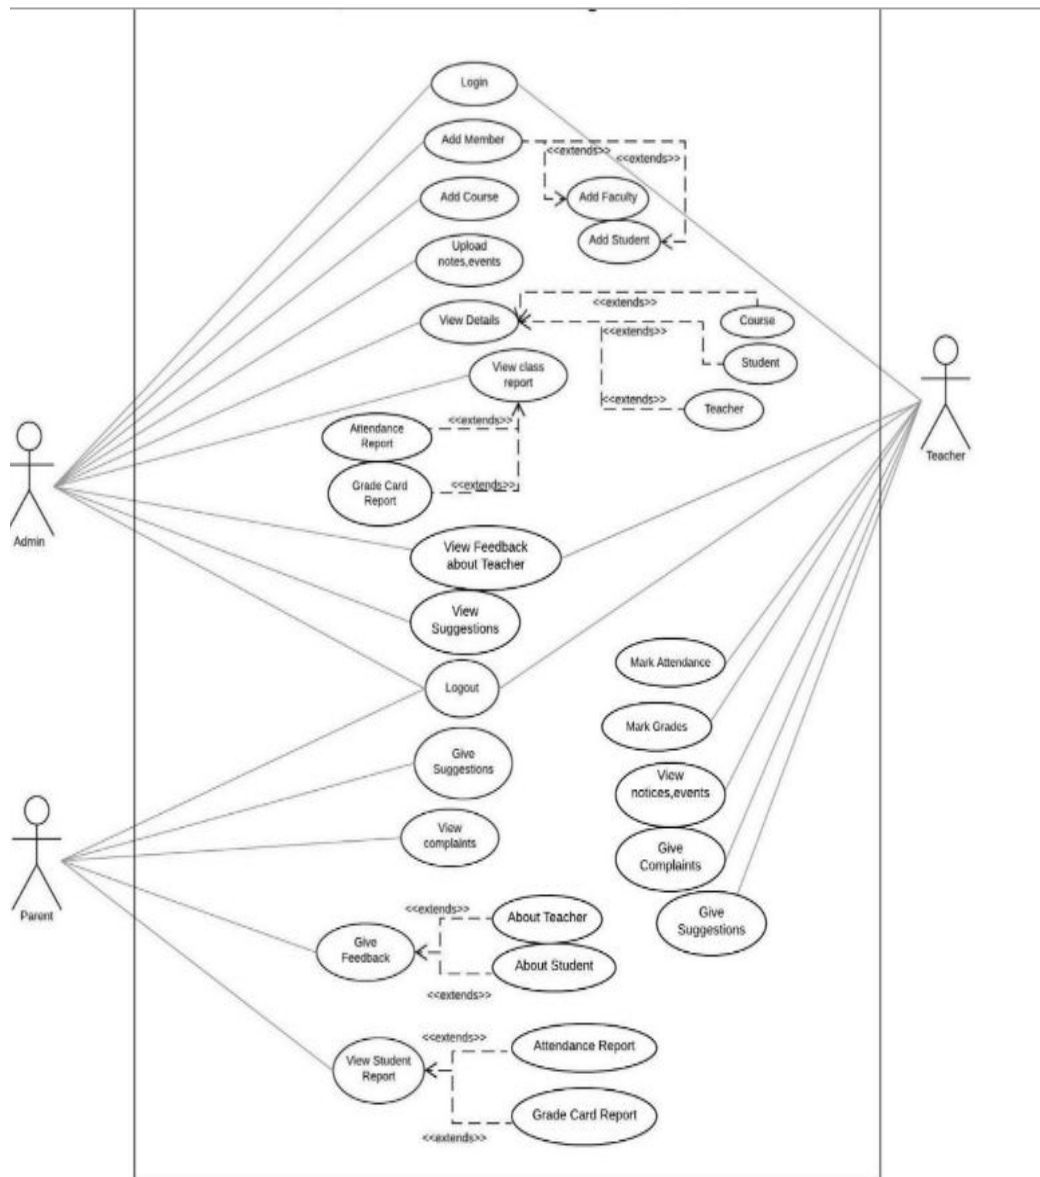 Login
Add Member
<<extends>>
<<extends>>
Add Course
Add Faculty
Add Student
Upload
notes,events
View Details
<<extends>>
<<extends>>
Course
Student
<<extends>>
Teacher
View class
report
<<extends>>
Attendance
Report
<<extends>>
Grade Card
Report
Admin
Teacher
View Feedback
about Teacher
View
Suggestions
Logout
Mark Attendance
Mark Grades
Give
Suggestions
View
notices,events
View
complaints
Give
Complaints
Give
Suggestions
Parent
<<extends>>
About Teacher
Give
Feedback
About Student
<<extends>>
<<extends>>
Attendance Report
View Student
Report
Grade Card Report
<<extends>>